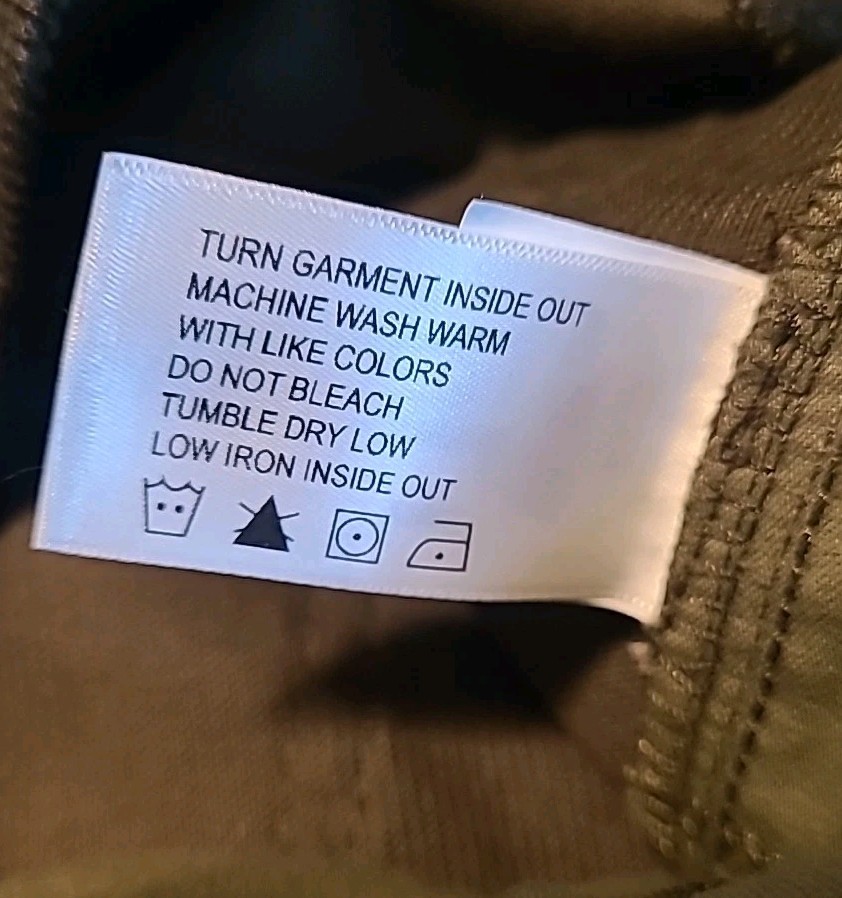 TURN GARMENT INSIDE OUT
MACHINE WASH WARM
WITH LIKE COLORS
DO NOT BLEACH
TUMBLE DRY LOW
LOW IRON INSIDE OUT